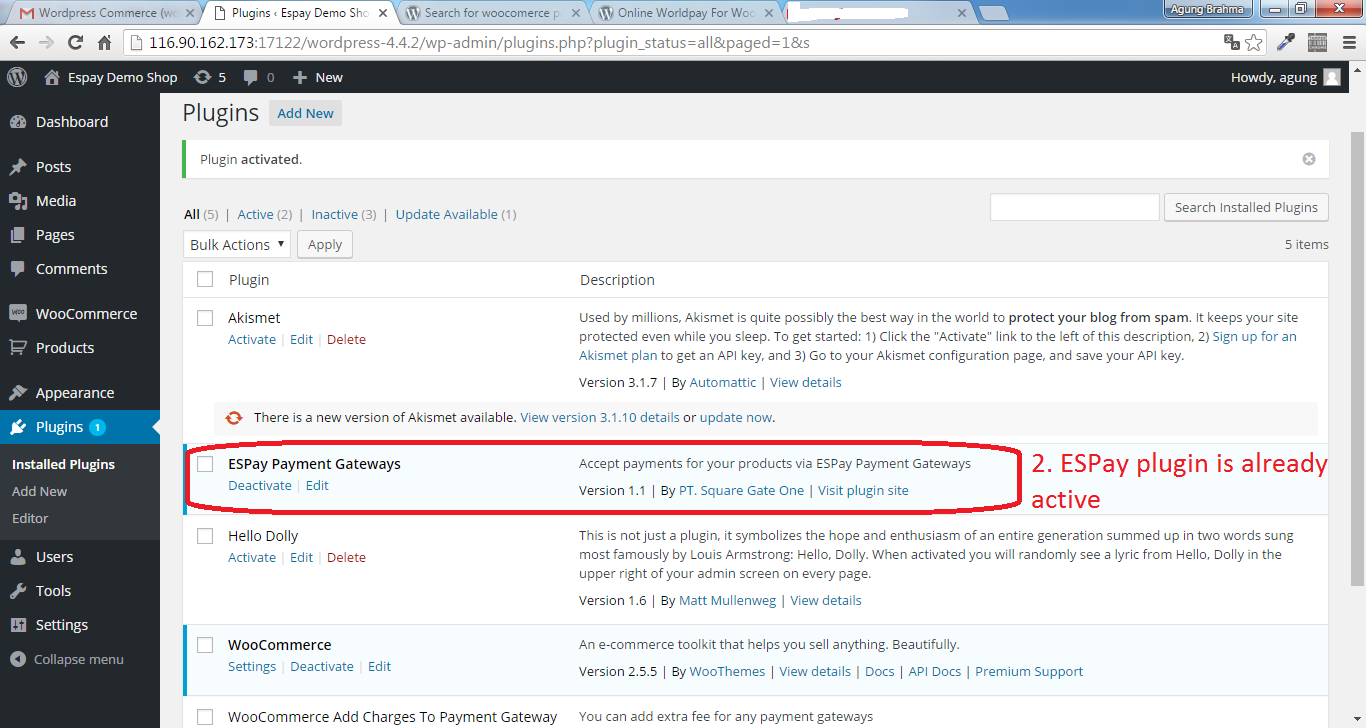 Wordpress Commerce (w
Plugins ‹ Espay Demo Sho
Search for woocomerce p
Online Worldpay For Woo
Agung Brahma
116.90.162.173:17122/wordpress-4.4.2/wp-admin/plugins.php?plugin_status=all&paged=1&s
Espay Demo Shop
5
0
New
Howdy, agung
Dashboard
Posts
Media
Pages
Comments
WooCommerce
Products
Appearance
Plugins 1
Installed Plugins
Add New
Editor
Users
Tools
Settings
Collapse menu
Plugins
Add New
Plugin activated.
All (5) | Active (2) | Inactive (3) | Update Available (1)
Search Installed Plugins
Bulk Actions
Apply
5 items
Plugin
Description
Akismet
Activate | Edit | Delete
Used by millions, Akismet is quite possibly the best way in the world to protect your blog from spam. It keeps your site
protected even while you sleep. To get started: 1) Click the "Activate" link to the left of this description, 2) Sign up for an
Akismet plan to get an API key, and 3) Go to your Akismet configuration page, and save your API key.
Version 3.1.7 | By Automattic | View details
There is a new version of Akismet available. View version 3.1.10 details or update now.
ESPay Payment Gateways
Deactivate | Edit
Accept payments for your products via ESPay Payment Gateways
Version 1.1 | By PT. Square Gate One | Visit plugin site
2. ESPay plugin is already
active
Hello Dolly
Activate | Edit | Delete
This is not just a plugin, it symbolizes the hope and enthusiasm of an entire generation summed up in two words sung
most famously by Louis Armstrong: Hello, Dolly. When activated you will randomly see a lyric from Hello, Dolly in the
upper right of your admin screen on every page.
Version 1.6 | By Matt Mullenweg | View details
WooCommerce
Settings | Deactivate | Edit
An e-commerce toolkit that helps you sell anything. Beautifully.
Version 2.5.5 | By WooThemes | View details | Docs | API Docs | Premium Support
WooCommerce Add Charges To Payment Gateway
You can add extra fee for any payment gateways